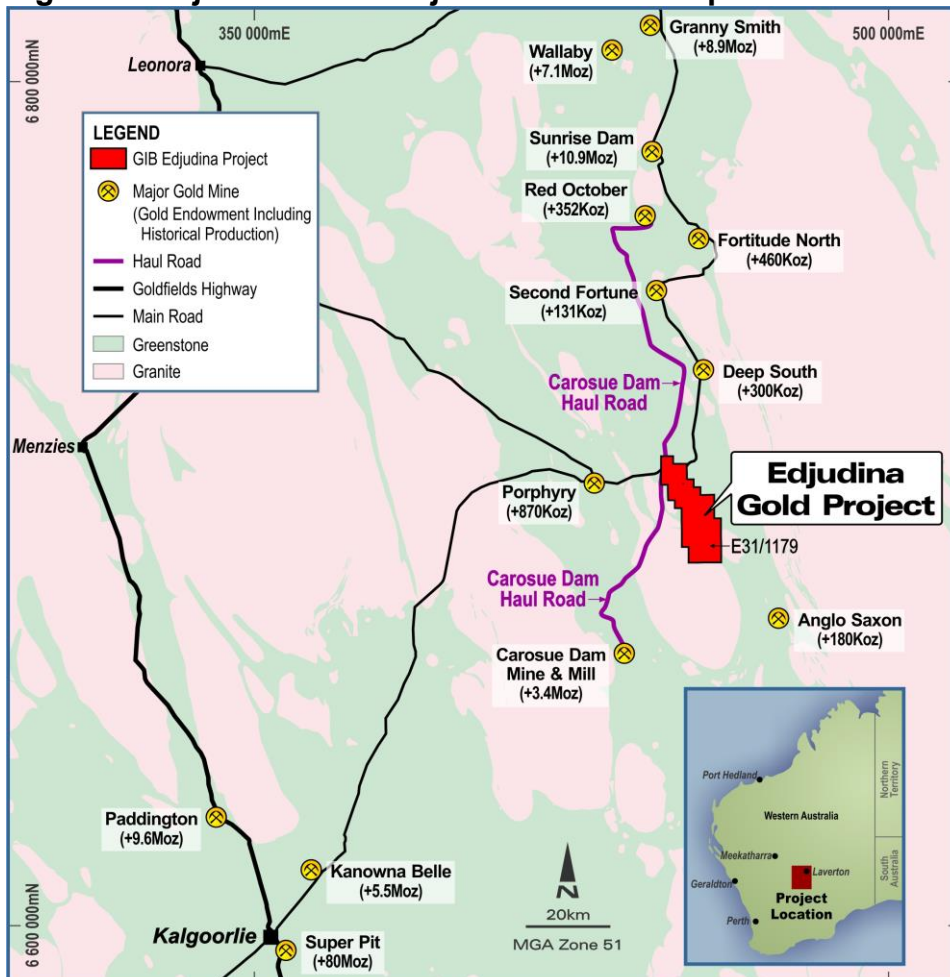 350 000mE
500 000mE
6 800 000mN
6 600 000mN
Leonora
Granny Smith
(+8.9Moz)
Wallaby
(+7.1Moz)
LEGEND
GIB Edjudina Project
Major Gold Mine
(Gold Endowment Including
Historical Production)
Haul Road
Goldfields Highway
Main Road
Greenstone
Granite
Sunrise Dam
(+10.9Moz)
Red October
(+352Koz)
Fortitude North
(+460Koz)
Second Fortune
(+131Koz)
Carosue Dam
Haul Road
Deep South
(+300Koz)
Menzies
Porphyry
(+870Koz)
Edjudina
Gold Project
E31/1179
Carosue Dam
Haul Road
Anglo Saxon
(+180Koz)
Carosue Dam
Mine & Mill
(+3.4Moz)
Paddington
(+9.6Moz)
Kanowna Belle
(+5.5Moz)
Kalgoorlie
Super Pit
(+80Moz)
N
20km
MGA Zone 51
Port Hedland
Northern
Territory
Western Australia
Meekatharra
Laverton
South
Australia
Geraldton
Project
Location
Perth